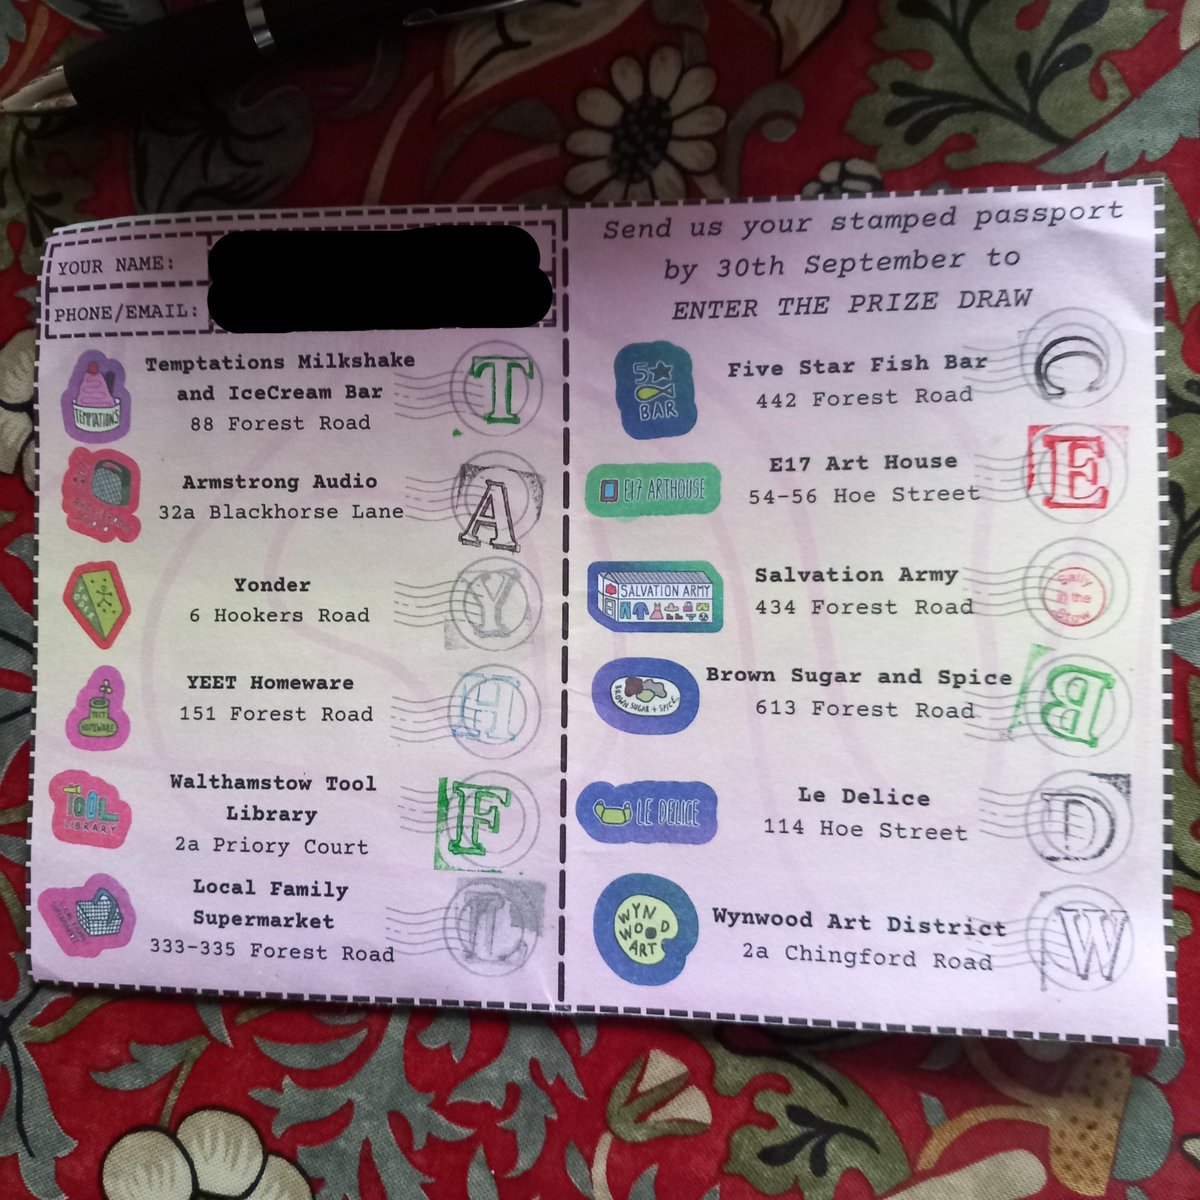 YOUR NAME:
PHONE/EMAIL:
TEMPTATIONS
Temptations Milkshake
and IceCream Bar
88 Forest Road
T
Armstrong Audio
32a Blackhorse Lane
A
Yonder
6 Hookers Road
Y
YEET HOMEWARE
YEET Homeware
151 Forest Road
H
TOOL
LIBRARY
Walthamstow Tool
Library
2a Priory Court
F
Local Family
Supermarket
333-335 Forest Road
L
Send us your stamped passport
by 30th September to
ENTER THE PRIZE DRAW
5★
BAR
Five Star Fish Bar
442 Forest Road
C
E17 ARTHOUSE
E17 Art House
54-56 Hoe Street
E
SALVATION ARMY
Salvation Army
434 Forest Road
Sally
in the
Stow
BROWN SUGAR + SPICE
Brown Sugar and Spice
613 Forest Road
B
LE DELICE
Le Delice
114 Hoe Street
D
WYN
WOOD
ART
Wynwood Art District
2a Chingford Road
W